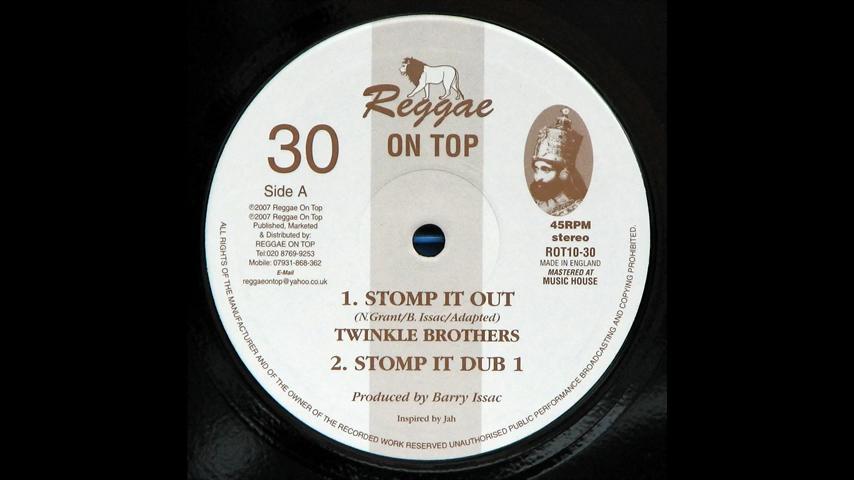 Reggae
ON TOP
30
Side A
℗2007 Reggae On Top
℗2007 Reggae On Top
Published, Marketed
& Distributed by:
REGGAE ON TOP
Tel:020 8769-9253
Mobile: 07931-868-362
E-Mail
reggaeontop@yahoo.co.uk
45RPM
stereo
ROT10-30
MADE IN ENGLAND
MASTERED AT
MUSIC HOUSE
1. STOMP IT OUT
(N.Grant/B. Issac/Adapted)
TWINKLE BROTHERS
2. STOMP IT DUB 1
Produced by Barry Issac
Inspired by Jah
ALL RIGHTS OF THE MANUFACTURER AND OF THE OWNER OF THE RECORDED WORK RESERVED UNAUTHORISED PUBLIC PERFORMANCE BROADCASTING AND COPYING PROHIBITED.